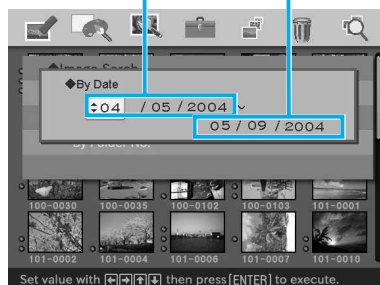 ◆Image Serch
◆By Date
04 / 05 / 2004 ~
05 / 09 / 2004
By Folder No.
100-0030 100-0035 100-0102 100-0103 101-0001
101-0002 101-0004 101-0006 101-0007 101-0010
Set value with [←][→][↑][↓] then press [ENTER] to execute.